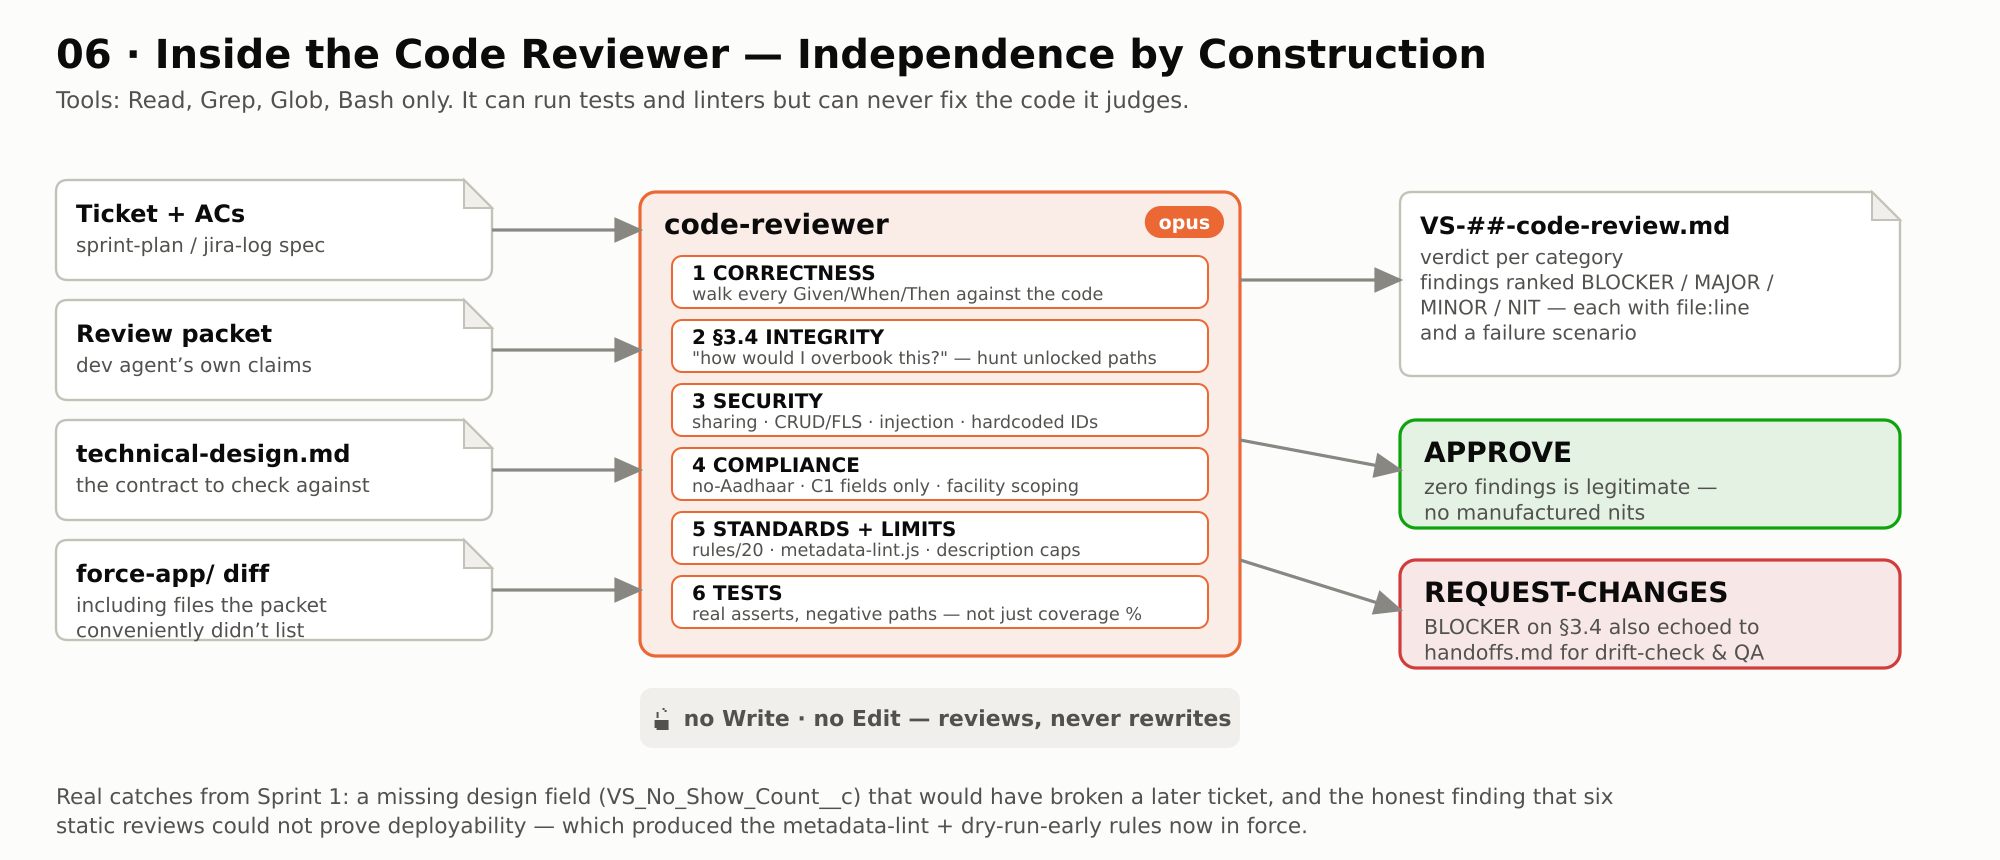 06 · Inside the Code Reviewer — Independence by Construction
Tools: Read, Grep, Glob, Bash only. It can run tests and linters but can never fix the code it judges.
Ticket + ACs
sprint-plan / jira-log spec
Review packet
dev agent’s own claims
technical-design.md
the contract to check against
force-app/ diff
including files the packet
conveniently didn’t list
code-reviewer
opus
1 CORRECTNESS
walk every Given/When/Then against the code
2 §3.4 INTEGRITY
"how would I overbook this?" — hunt unlocked paths
3 SECURITY
sharing · CRUD/FLS · injection · hardcoded IDs
4 COMPLIANCE
no-Aadhaar · C1 fields only · facility scoping
5 STANDARDS + LIMITS
rules/20 · metadata-lint.js · description caps
6 TESTS
real asserts, negative paths — not just coverage %
no Write · no Edit — reviews, never rewrites
VS-##-code-review.md
verdict per category
findings ranked BLOCKER / MAJOR /
MINOR / NIT — each with file:line
and a failure scenario
APPROVE
zero findings is legitimate —
no manufactured nits
REQUEST-CHANGES
BLOCKER on §3.4 also echoed to
handoffs.md for drift-check & QA
Real catches from Sprint 1: a missing design field (VS_No_Show_Count__c) that would have broken a later ticket, and the honest finding that six
static reviews could not prove deployability — which produced the metadata-lint + dry-run-early rules now in force.